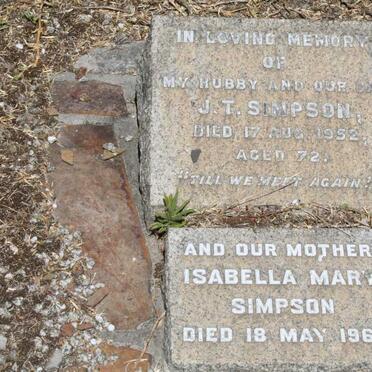 IN LOVING MEMORY
OF
MY HUBBY AND OUR
J.T. SIMPSON,
DIED 17 AUG. 1952,
AGED 72.
"TILL WE MEET AGAIN."
AND OUR MOTHER
ISABELLA MARY
SIMPSON
DIED 18 MAY 196